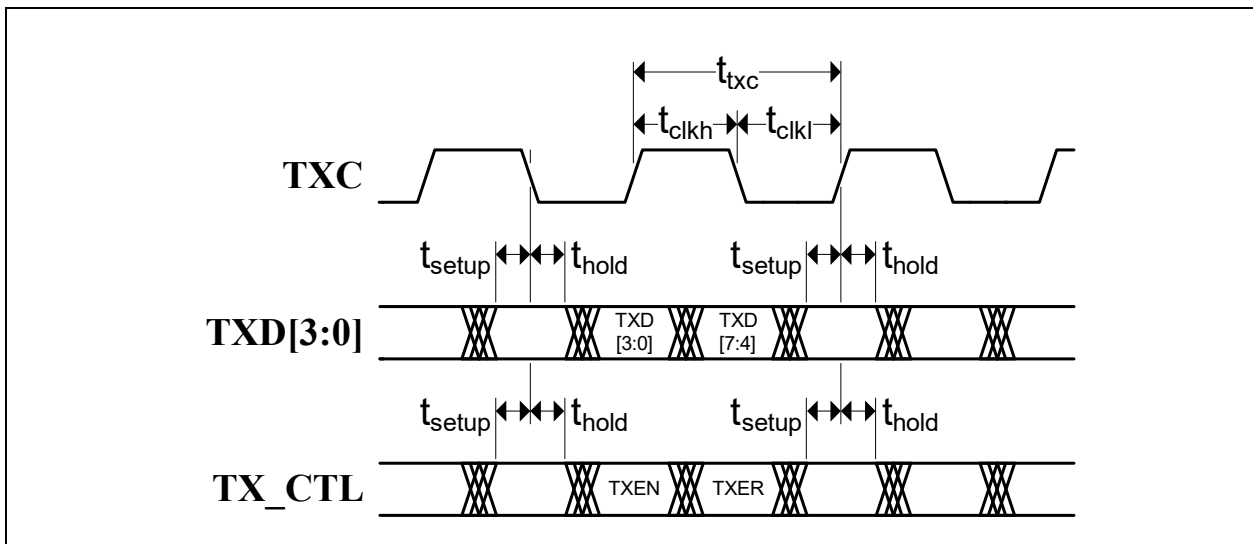 t_txc
t_clkh t_clkl
TXC
t_setup t_hold t_setup t_hold
TXD[3:0] TXD [3:0] TXD [7:4]
t_setup t_hold t_setup t_hold
TX_CTL TXEN TXER